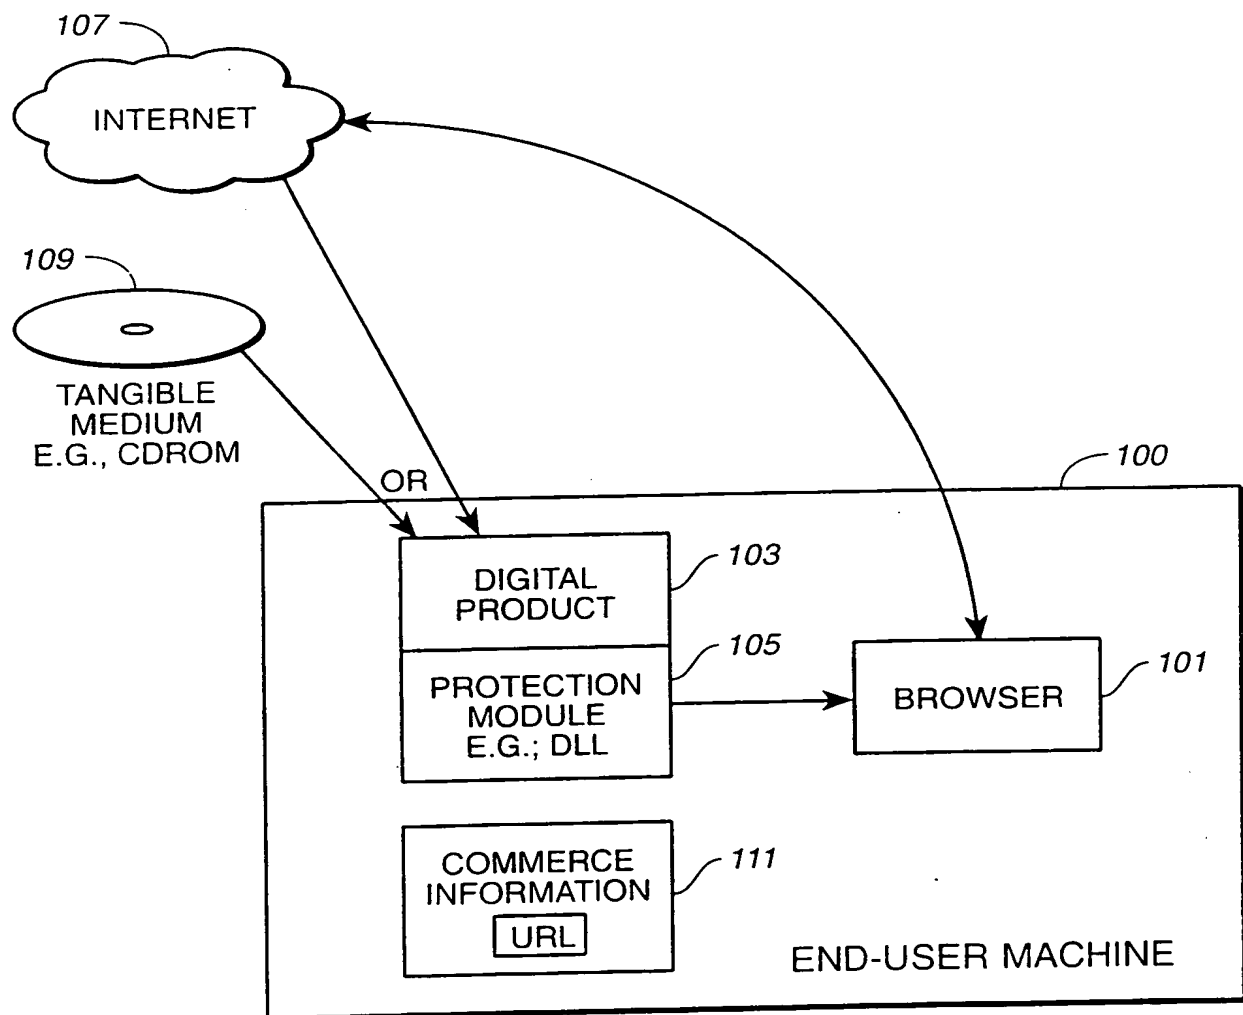 107
INTERNET
109
TANGIBLE
MEDIUM
E.G., CDROM
OR
100
DIGITAL
PRODUCT
103
PROTECTION
MODULE
E.G.; DLL
105
BROWSER
101
COMMERCE
INFORMATION
URL
111
END-USER MACHINE